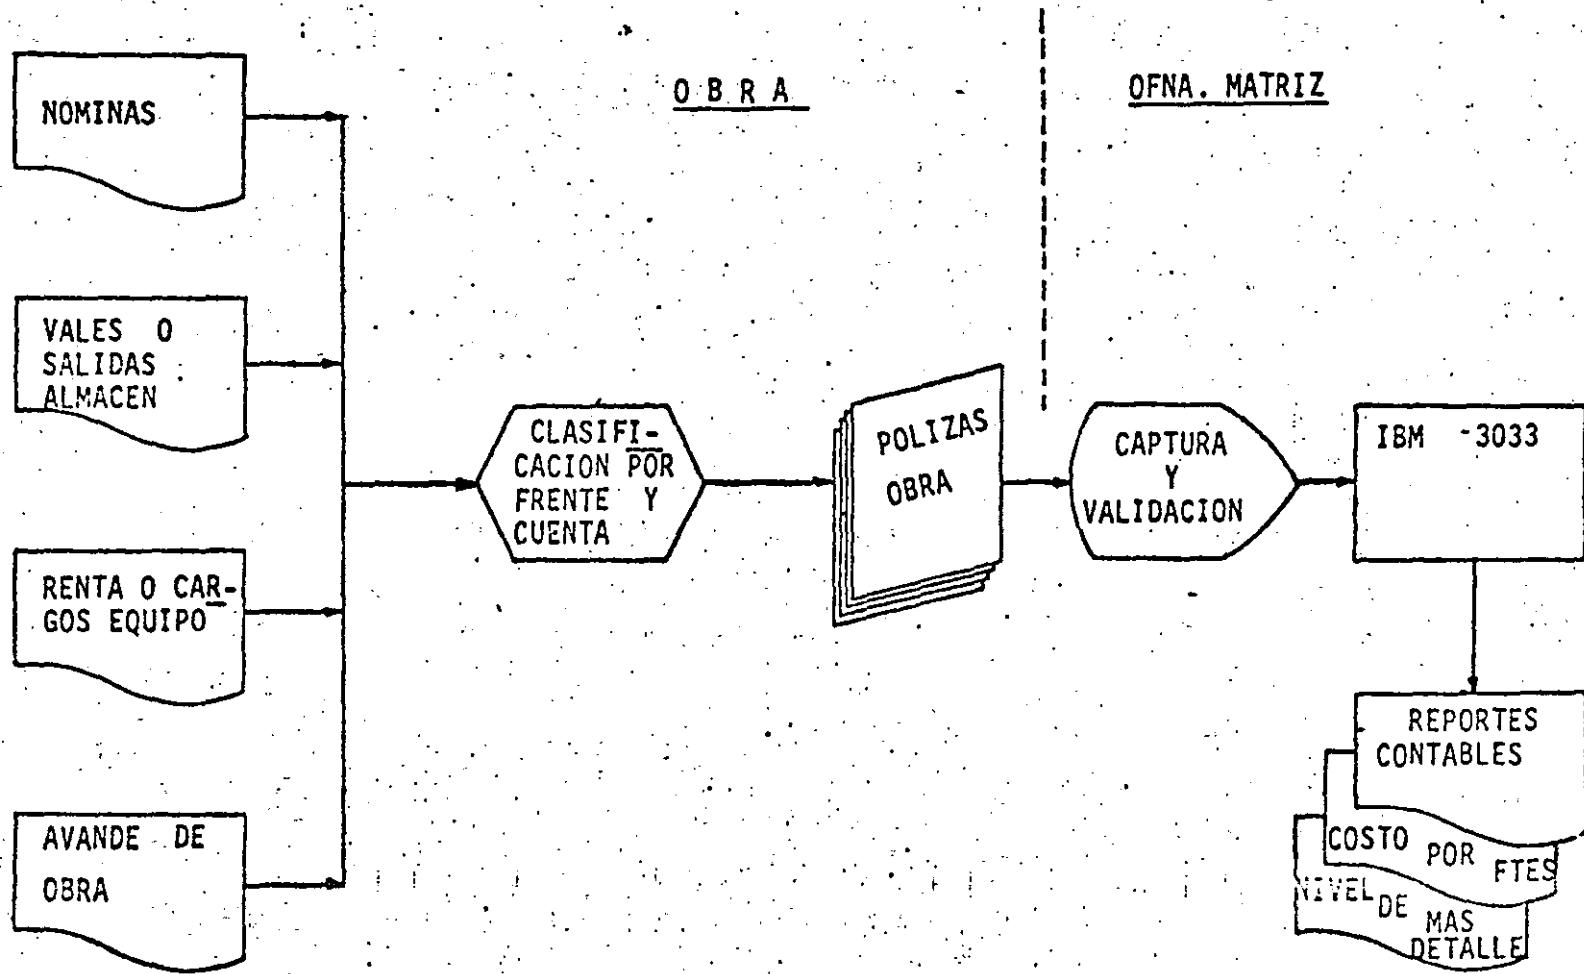 O B R A
OFNA. MATRIZ
NOMINAS
VALES O
SALIDAS
ALMACEN
RENTA O CAR-
GOS EQUIPO
AVANDE DE
OBRA
CLASIFI-
CACION POR
FRENTE Y
CUENTA
POLIZAS
OBRA
CAPTURA
Y
VALIDACION
IBM -3033
REPORTES
CONTABLES
COSTO POR FTES
NIVEL DE MAS
DETALLE